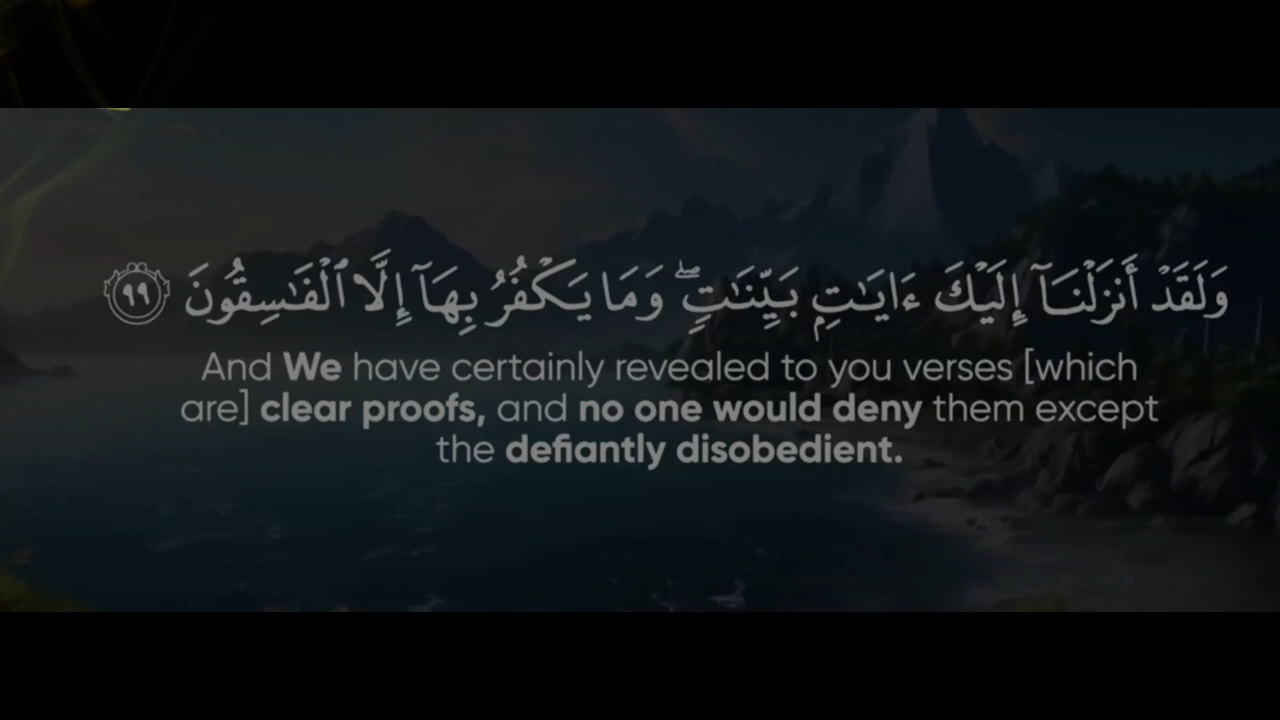 وَلَقَدْ أَنزَلْنَآ إِلَيْكَ ءَايَـٰتٍۭ بَيِّنَـٰتٍ ۖ وَمَا يَكْفُرُ بِهَآ إِلَّا ٱلْفَـٰسِقُونَ ٩٩
And We have certainly revealed to you verses [which
are] clear proofs, and no one would deny them except
the defiantly disobedient.